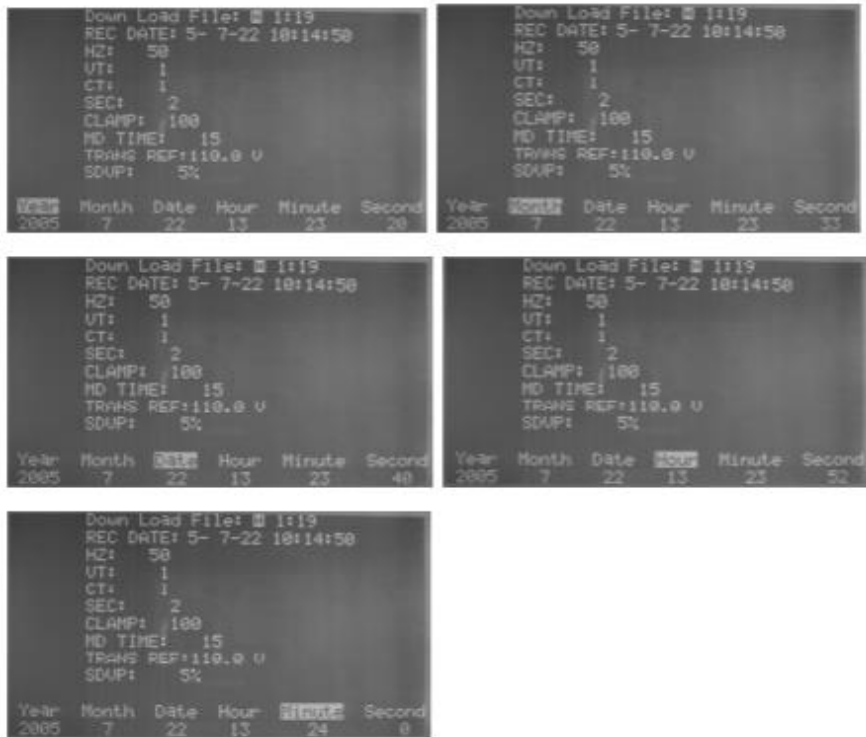 Down Load File: M 1:19
REC DATE: 5- 7-22 10:14:50
HZ: 50
VT: 1
CT: 1
SEC: 2
CLAMP: 100
MD TIME: 15
TRANS REF:110.0 V
SDVP: 5%
Year Month Date Hour Minute Second
2005 7 22 13 23 20
Down Load File: M 1:19
REC DATE: 5- 7-22 10:14:50
HZ: 50
VT: 1
CT: 1
SEC: 2
CLAMP: 100
MD TIME: 15
TRANS REF:110.0 V
SDVP: 5%
Year Month Date Hour Minute Second
2005 7 22 13 23 33
Down Load File: M 1:19
REC DATE: 5- 7-22 10:14:50
HZ: 50
VT: 1
CT: 1
SEC: 2
CLAMP: 100
MD TIME: 15
TRANS REF:110.0 V
SDVP: 5%
Year Month Date Hour Minute Second
2005 7 22 13 23 40
Down Load File: M 1:19
REC DATE: 5- 7-22 10:14:50
HZ: 50
VT: 1
CT: 1
SEC: 2
CLAMP: 100
MD TIME: 15
TRANS REF:110.0 V
SDVP: 5%
Year Month Date Hour Minute Second
2005 7 22 13 23 52
Down Load File: M 1:19
REC DATE: 5- 7-22 10:14:50
HZ: 50
VT: 1
CT: 1
SEC: 2
CLAMP: 100
MD TIME: 15
TRANS REF:110.0 V
SDVP: 5%
Year Month Date Hour Minute Second
2005 7 22 13 24 0